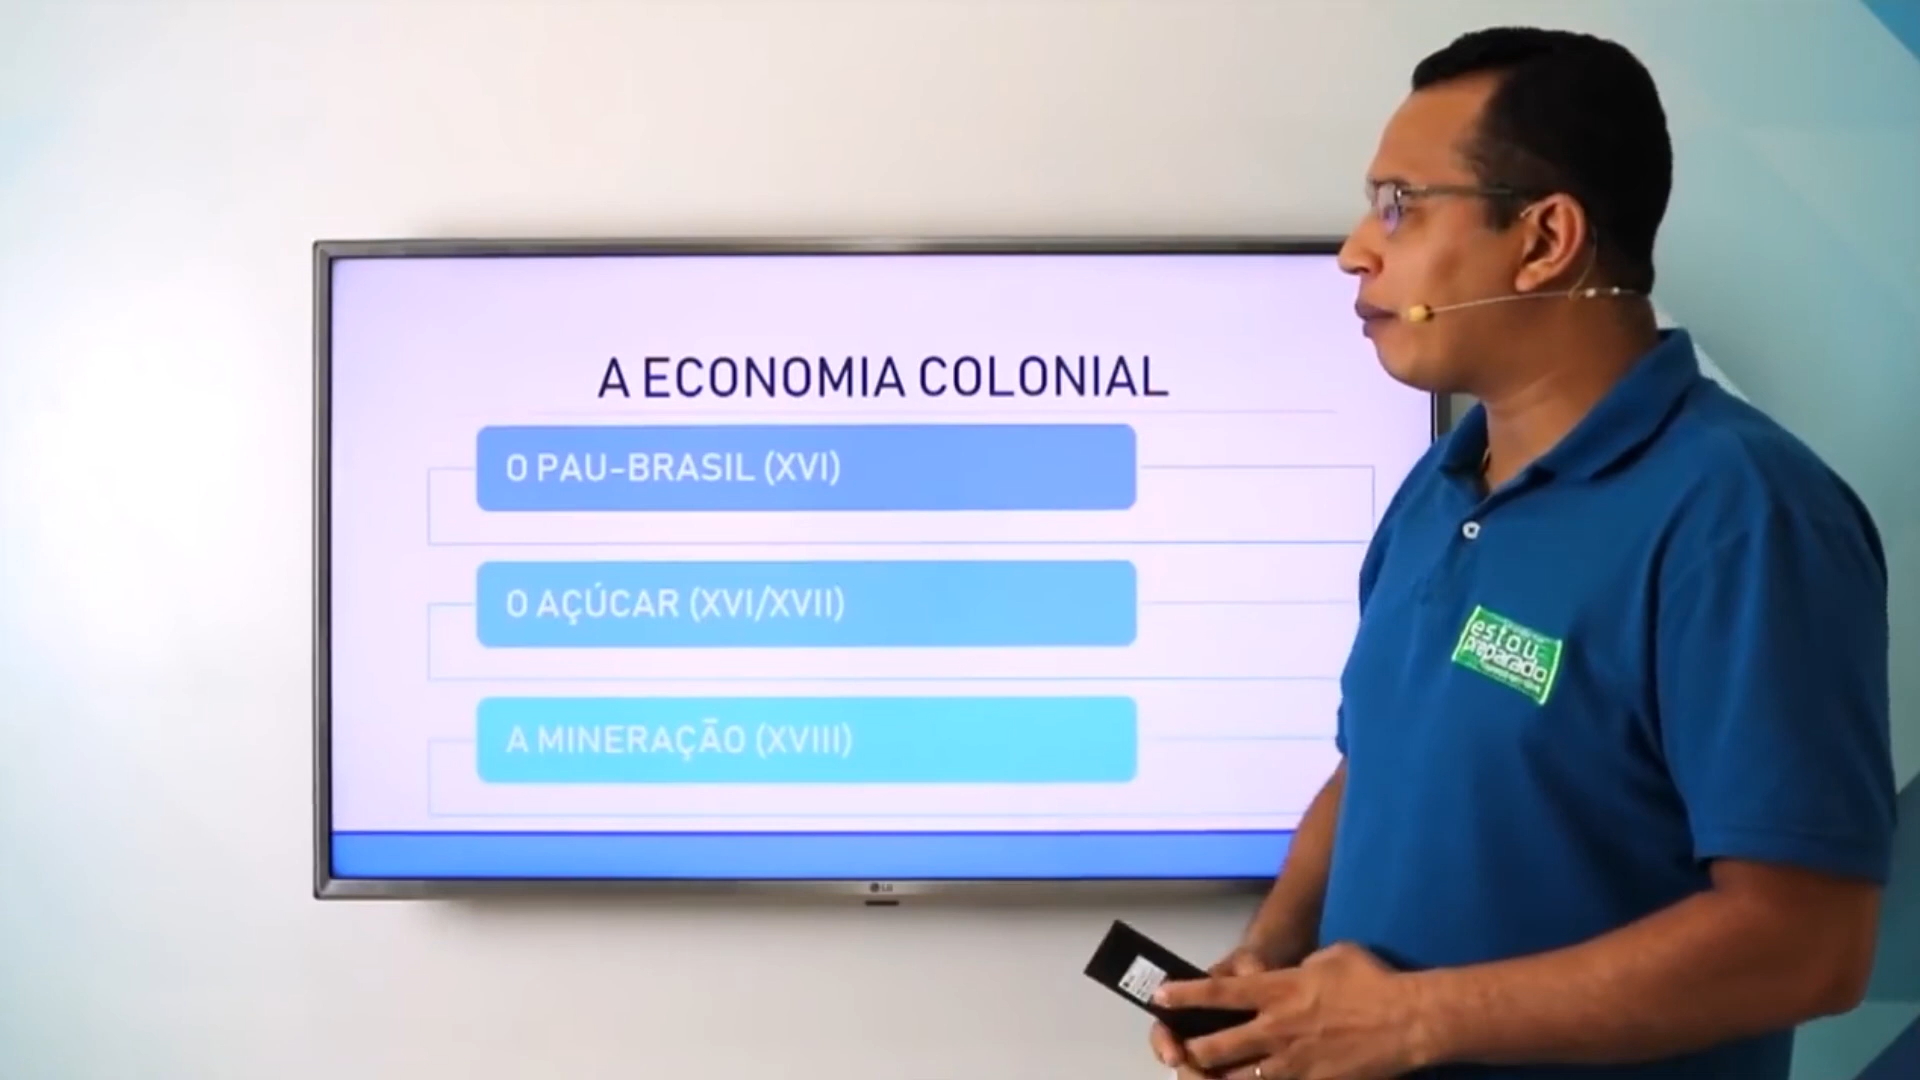 A ECONOMIA COLONIAL
O PAU-BRASIL (XVI)
O AÇÚCAR (XVI/XVII)
A MINERAÇÃO (XVIII)
LG
estou
preparado